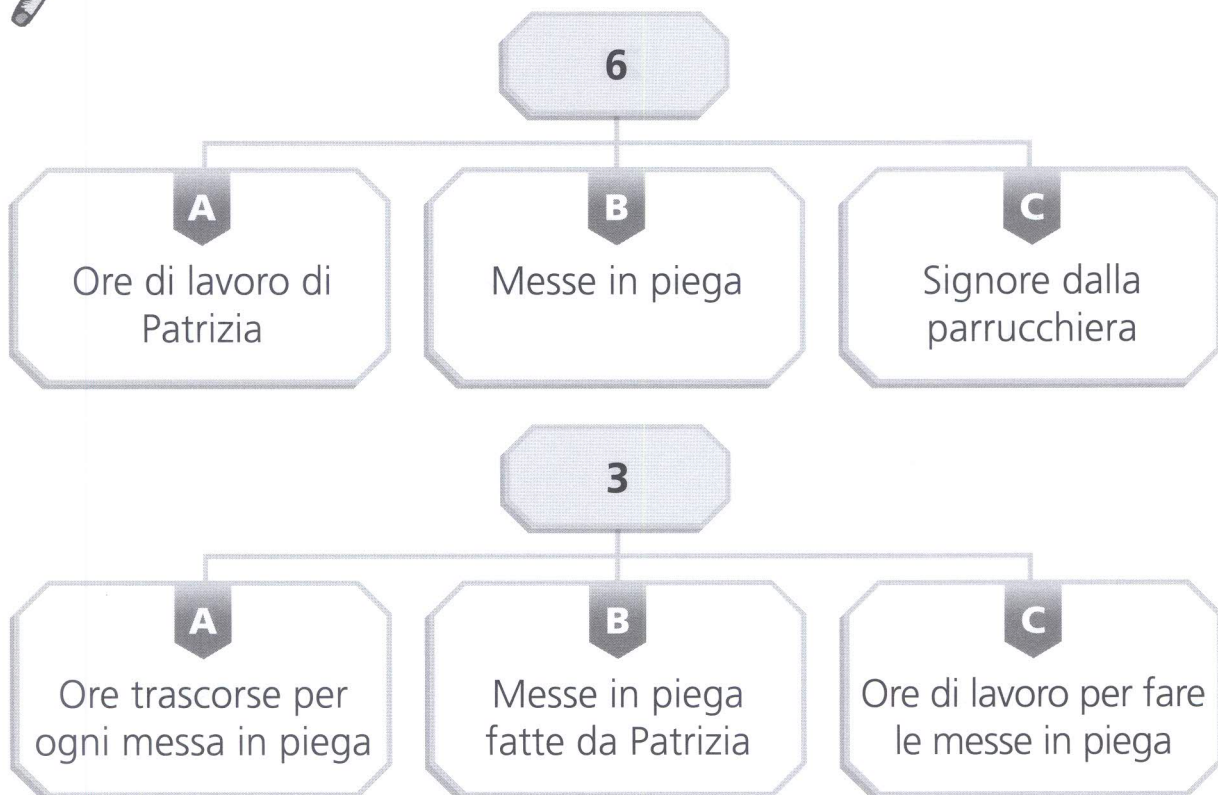 6
A
Ore di lavoro di
Patrizia
B
Messe in piega
C
Signore dalla
parrucchiera
3
A
Ore trascorse per
ogni messa in piega
B
Messe in piega
fatte da Patrizia
C
Ore di lavoro per fare
le messe in piega